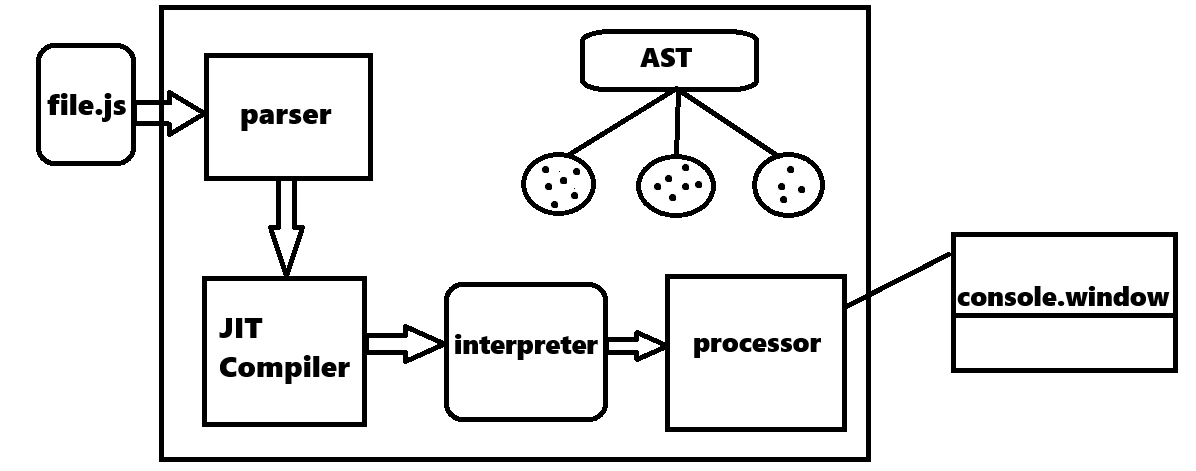 file.js
parser
AST
JIT
Compiler
interpreter
processor
console.window